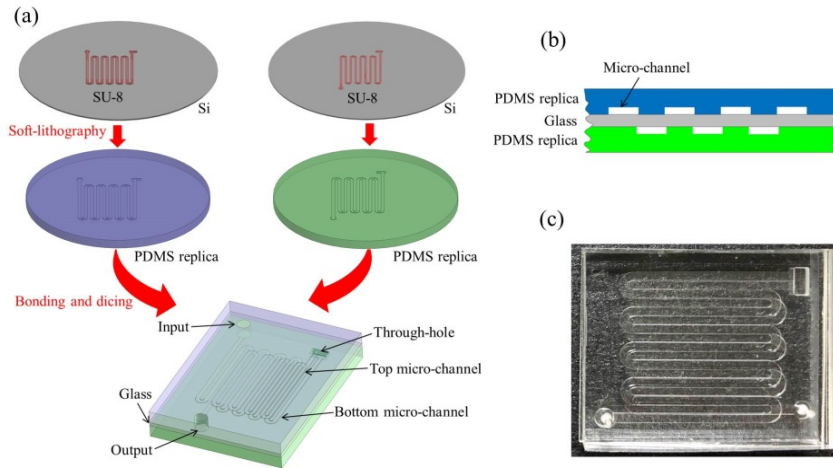 (a)
SU-8
Si
SU-8
Si
Soft-lithography
PDMS replica
PDMS replica
Bonding and dicing
Input
Through-hole
Top micro-channel
Glass
Bottom micro-channel
Output
(b)
Micro-channel
PDMS replica
Glass
PDMS replica
(c)